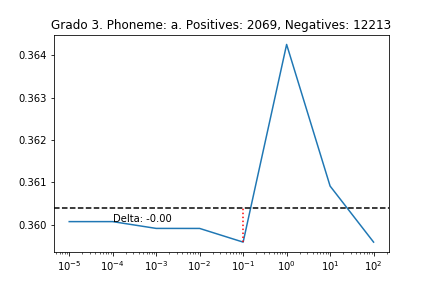 Grado 3. Phoneme: a. Positives: 2069, Negatives: 12213
0.364
0.363
0.362
0.361
0.360
Delta: -0.00
10⁻⁵ 10⁻⁴ 10⁻³ 10⁻² 10⁻¹ 10⁰ 10¹ 10²